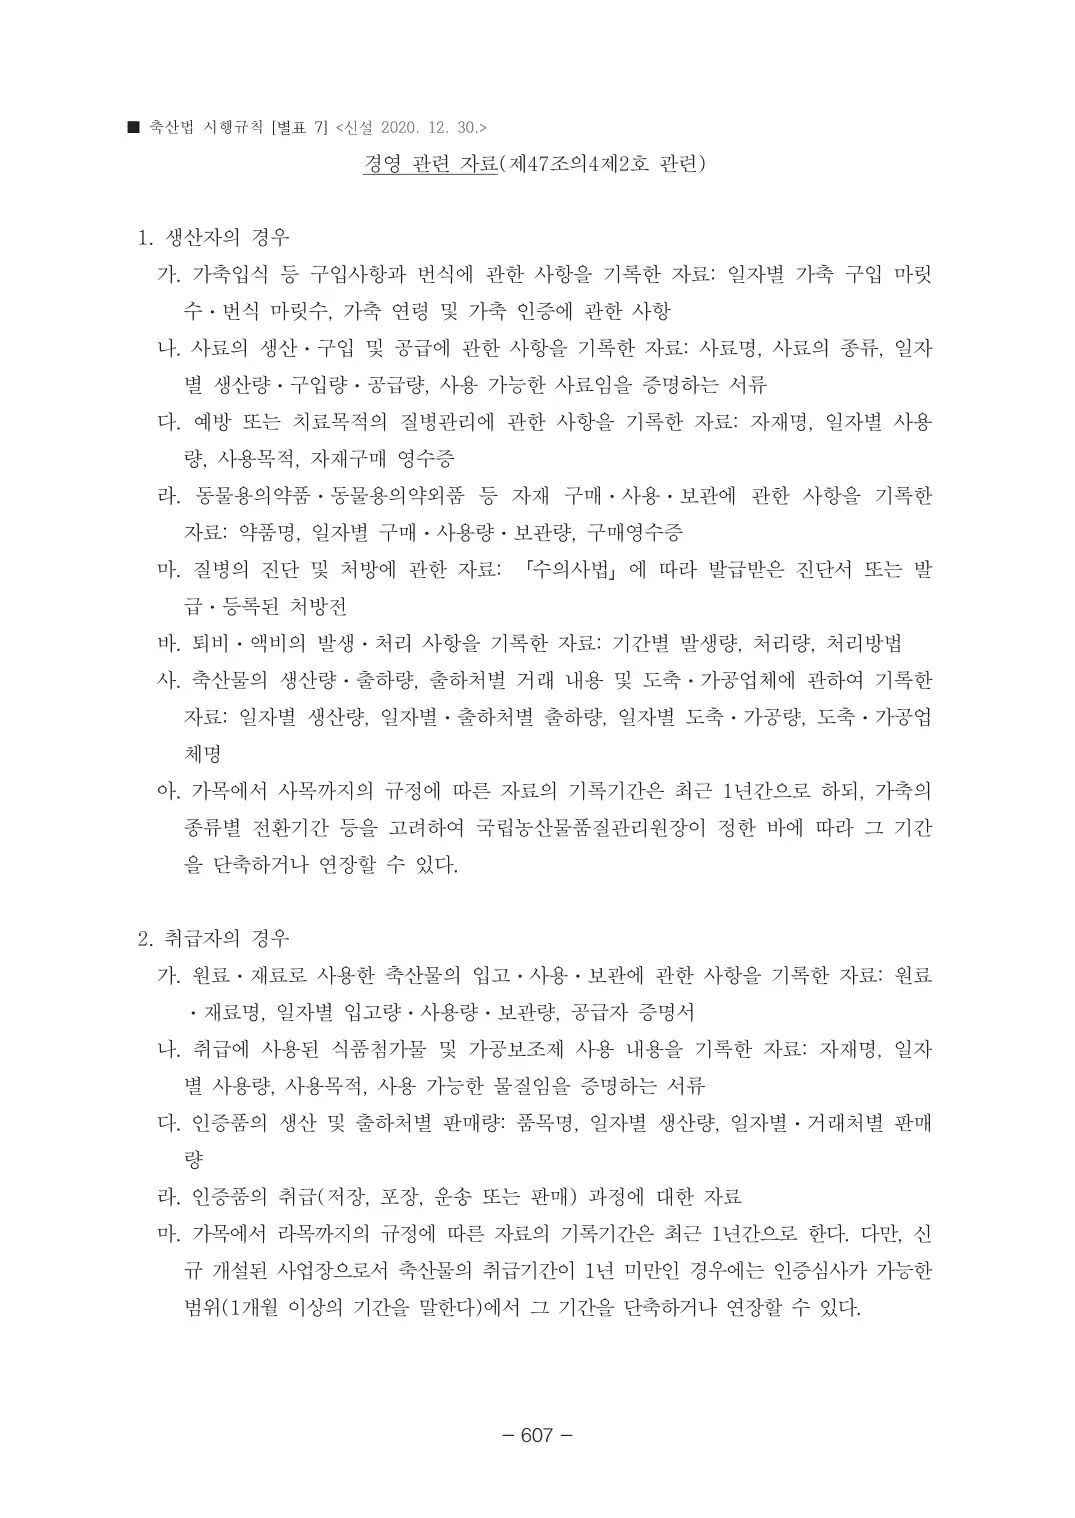 ■ 축산법 시행규칙 [별표 7] <신설 2020. 12. 30.>
경영 관련 자료(제47조의4제2호 관련)
1. 생산자의 경우
가. 가축입식 등 구입사항과 번식에 관한 사항을 기록한 자료: 일자별 가축 구입 마릿
수·번식 마릿수, 가축 연령 및 가축 인증에 관한 사항
나. 사료의 생산·구입 및 공급에 관한 사항을 기록한 자료: 사료명, 사료의 종류, 일자
별 생산량·구입량·공급량, 사용 가능한 사료임을 증명하는 서류
다. 예방 또는 치료목적의 질병관리에 관한 사항을 기록한 자료: 자재명, 일자별 사용
량, 사용목적, 자재구매 영수증
라. 동물용의약품·동물용의약외품 등 자재 구매·사용·보관에 관한 사항을 기록한
자료: 약품명, 일자별 구매·사용량·보관량, 구매영수증
마. 질병의 진단 및 처방에 관한 자료: 「수의사법」에 따라 발급받은 진단서 또는 발
급·등록된 처방전
바. 퇴비·액비의 발생·처리 사항을 기록한 자료: 기간별 발생량, 처리량, 처리방법
사. 축산물의 생산량·출하량, 출하처별 거래 내용 및 도축·가공업체에 관하여 기록한
자료: 일자별 생산량, 일자별·출하처별 출하량, 일자별 도축·가공량, 도축·가공업
체명
아. 가목에서 사목까지의 규정에 따른 자료의 기록기간은 최근 1년간으로 하되, 가축의
종류별 전환기간 등을 고려하여 국립농산물품질관리원장이 정한 바에 따라 그 기간
을 단축하거나 연장할 수 있다.
2. 취급자의 경우
가. 원료·재료로 사용한 축산물의 입고·사용·보관에 관한 사항을 기록한 자료: 원료
·재료명, 일자별 입고량·사용량·보관량, 공급자 증명서
나. 취급에 사용된 식품첨가물 및 가공보조제 사용 내용을 기록한 자료: 자재명, 일자
별 사용량, 사용목적, 사용 가능한 물질임을 증명하는 서류
다. 인증품의 생산 및 출하처별 판매량: 품목명, 일자별 생산량, 일자별·거래처별 판매
량
라. 인증품의 취급(저장, 포장, 운송 또는 판매) 과정에 대한 자료
마. 가목에서 라목까지의 규정에 따른 자료의 기록기간은 최근 1년간으로 한다. 다만, 신
규 개설된 사업장으로서 축산물의 취급기간이 1년 미만인 경우에는 인증심사가 가능한
범위(1개월 이상의 기간을 말한다)에서 그 기간을 단축하거나 연장할 수 있다.
- 607 -